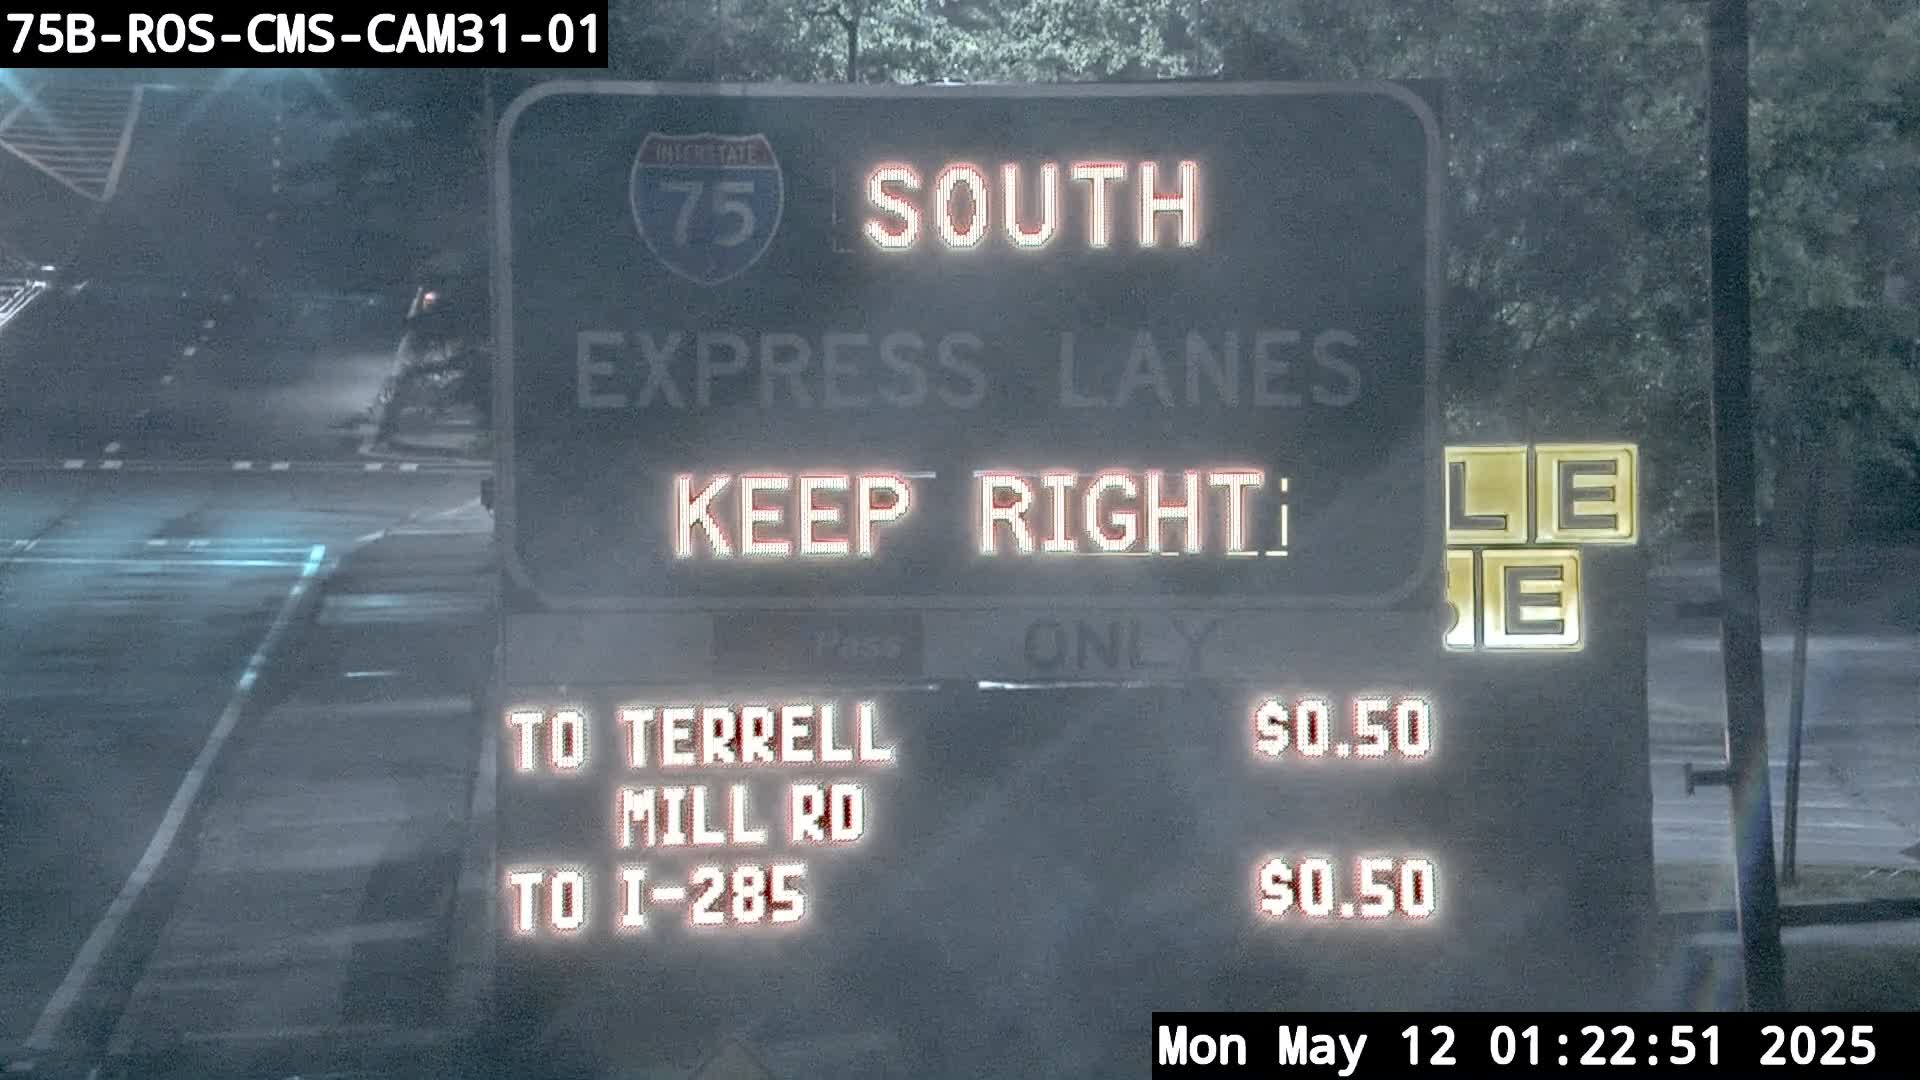 75B-ROS-CMS-CAM31-01
INTERSTATE
75 SOUTH
EXPRESS LANES
KEEP RIGHT
LE
E
Pass ONLY
TO TERRELL $0.50
MILL RD
TO I-285 $0.50
Mon May 12 01:22:51 2025